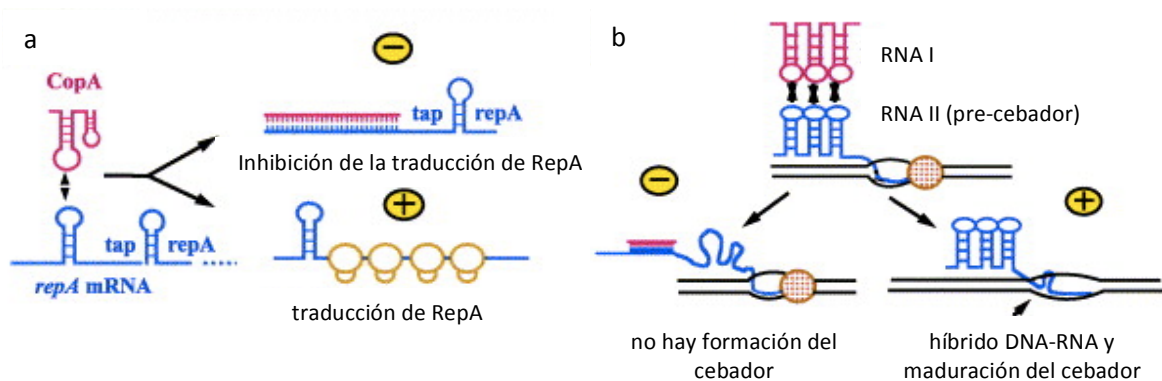 a
CopA
−
tap repA
Inhibición de la traducción de RepA
+
tap repA
repA mRNA
traducción de RepA
b
RNA I
RNA II (pre-cebador)
−
+
no hay formación del
cebador
híbrido DNA-RNA y
maduración del cebador